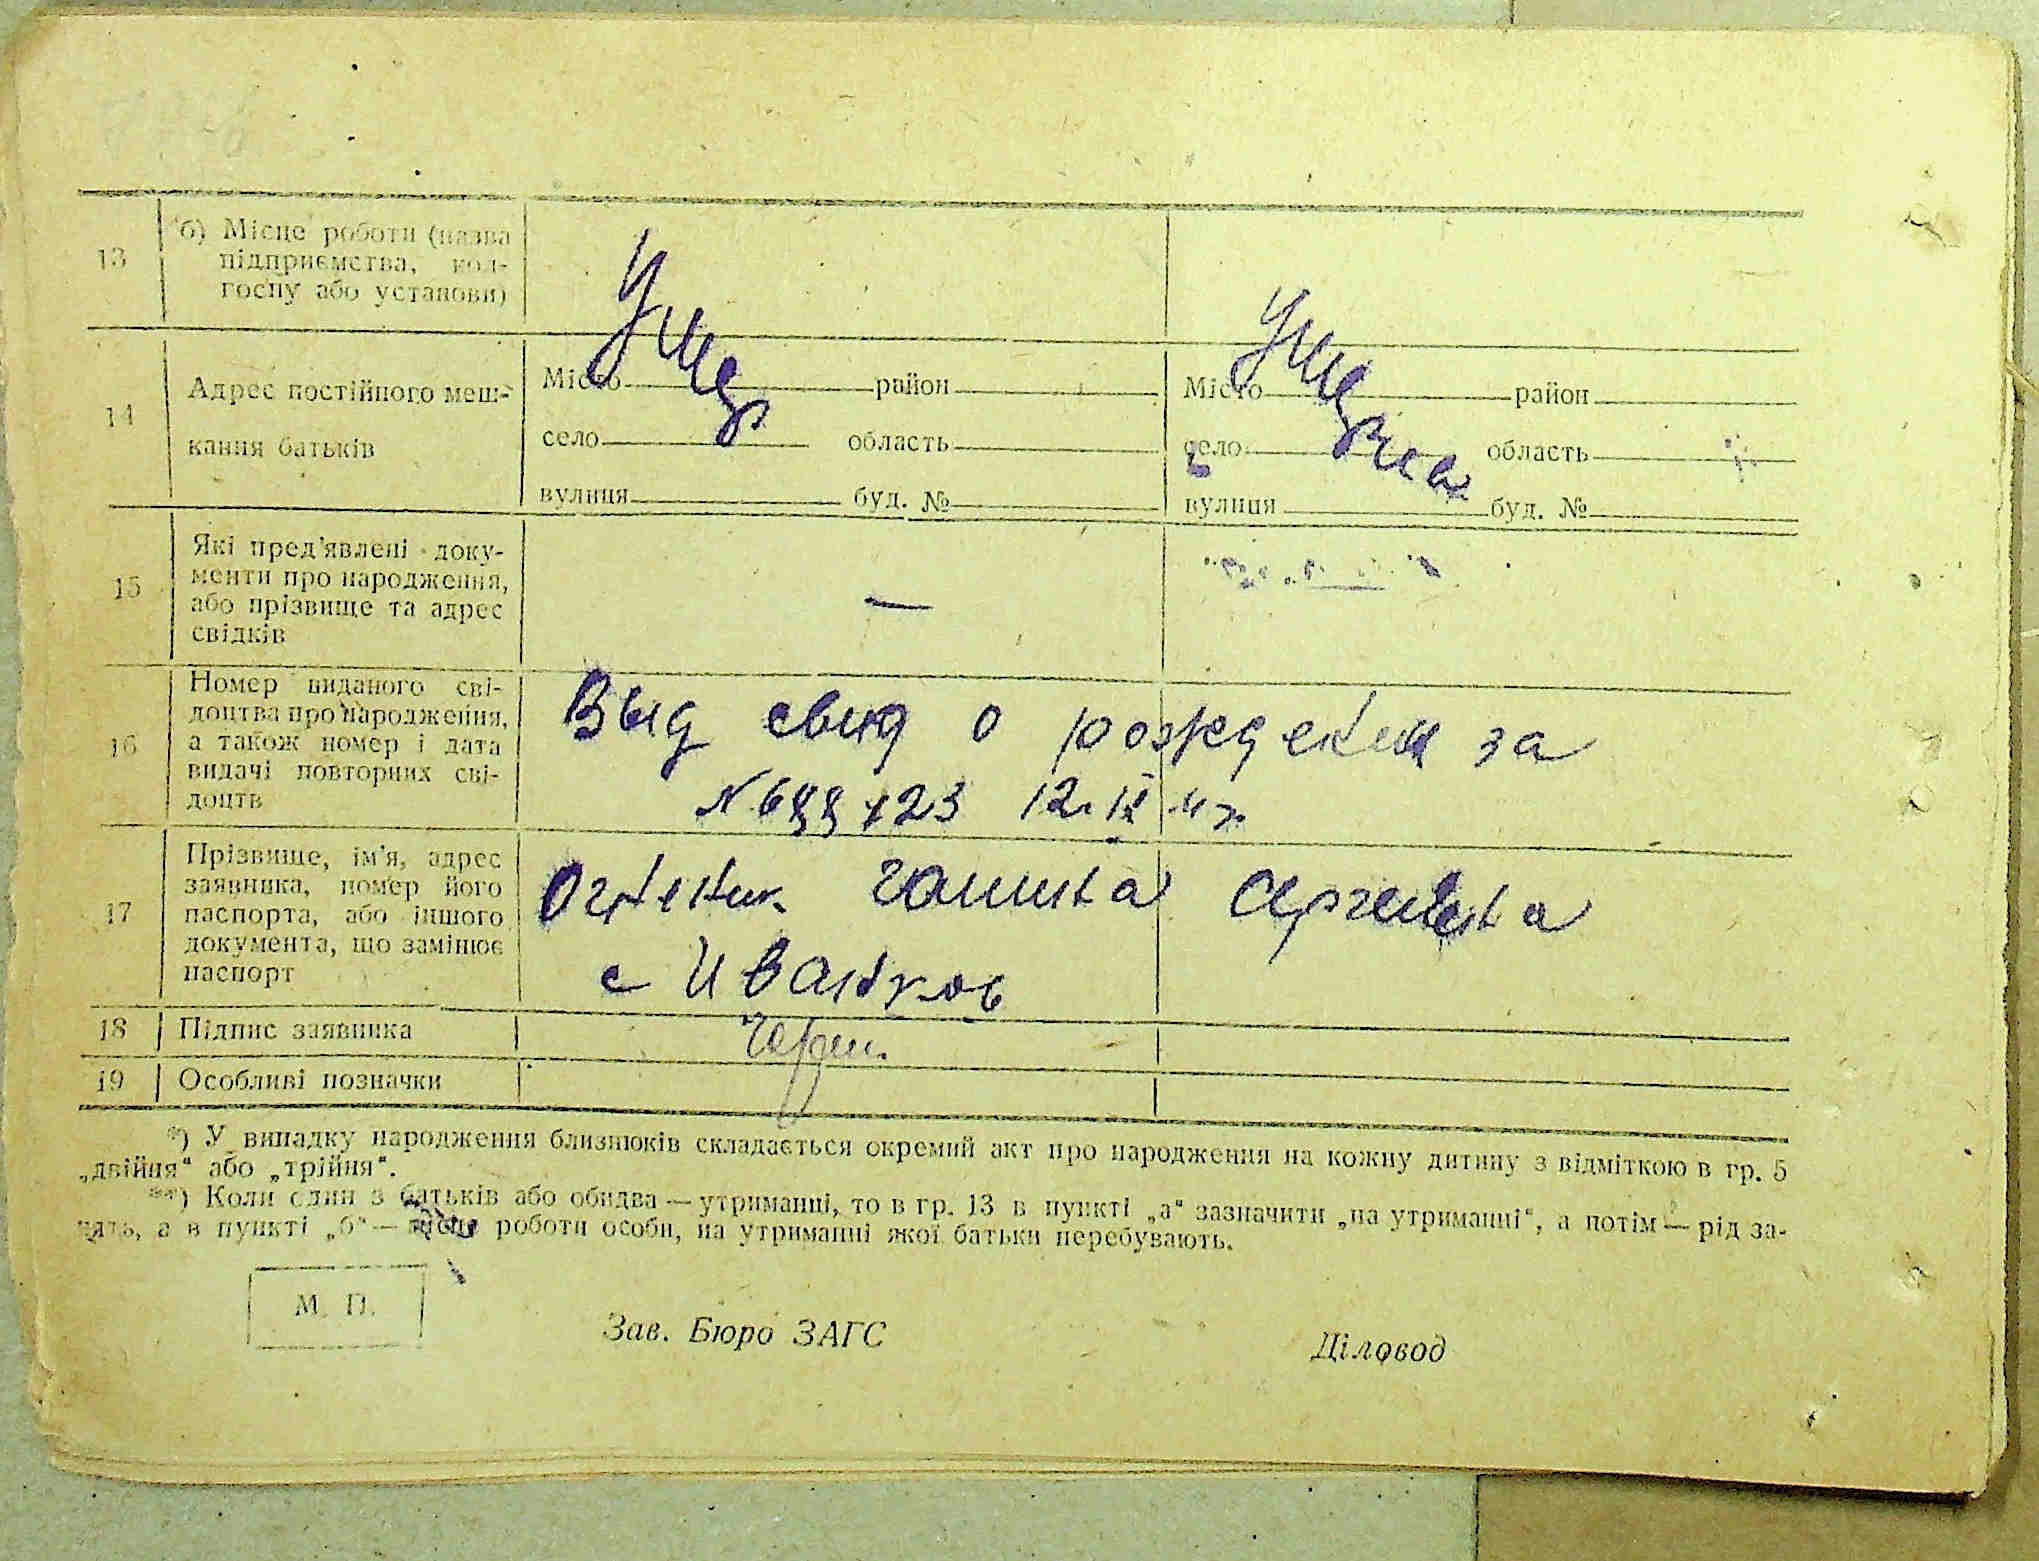 13 б) Місце роботи (назва
підприємства, кол-
госпу або установи)
Умер
Умерла
14 Адрес постійного меш-
кання батьків
Місто район Місто район
село область село область
вулиця буд. № вулиця буд. №
15 Які пред'явлені доку-
менти про народження,
або прізвище та адрес
свідків
—
16 Номер виданого сві-
доцтва про народження,
а також номер і дата
видачі повторних сві-
доцтв
Выд свид о рождении за
12. IX
17 Прізвище, ім'я, адрес
заявника, номер його
паспорта, або іншого
документа, що замінює
паспорт
с Иванков
18 Підпис заявника
19 Особливі позначки
*) У випадку народження близнюків складається окремий акт про народження на кожну дитину з відміткою в гр. 5
„двійня“ або „трійня“.
**) Коли один з батьків або обидва — утриманці, то в гр. 13 в пункті „а“ зазначити „на утриманні“, а потім — рід за-
нять, а в пункті „б“ — місце роботи особи, на утриманні якої батьки перебувають.
М. П.
Зав. Бюро ЗАГС Діловод